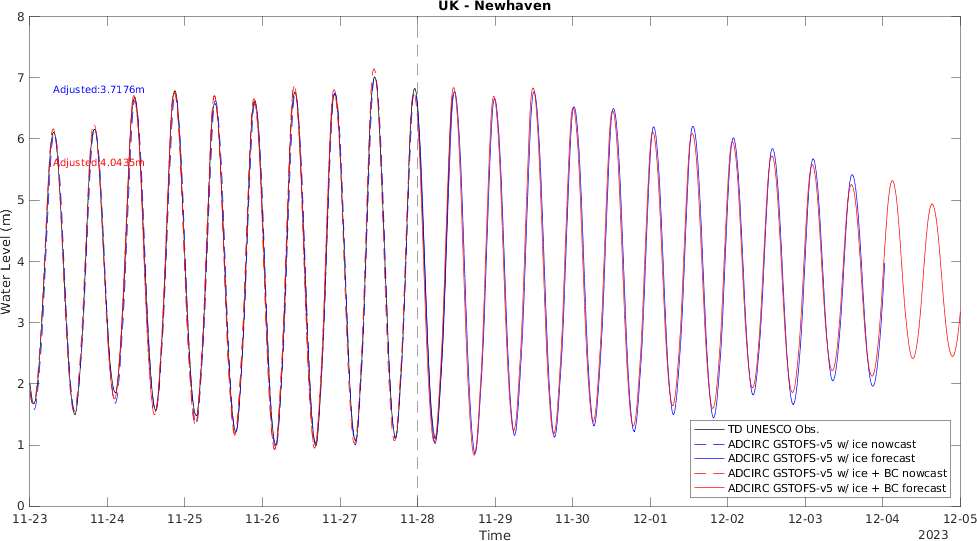 UK - Newhaven
8
7
6
5
4
3
2
1
0
Water Level (m)
Adjusted:3.7176m
Adjusted:4.0435m
TD UNESCO Obs.
ADCIRC GSTOFS-v5 w/ ice nowcast
ADCIRC GSTOFS-v5 w/ ice forecast
ADCIRC GSTOFS-v5 w/ ice + BC nowcast
ADCIRC GSTOFS-v5 w/ ice + BC forecast
11-23 11-24 11-25 11-26 11-27 11-28 11-29 11-30 12-01 12-02 12-03 12-04 12-05
Time
2023